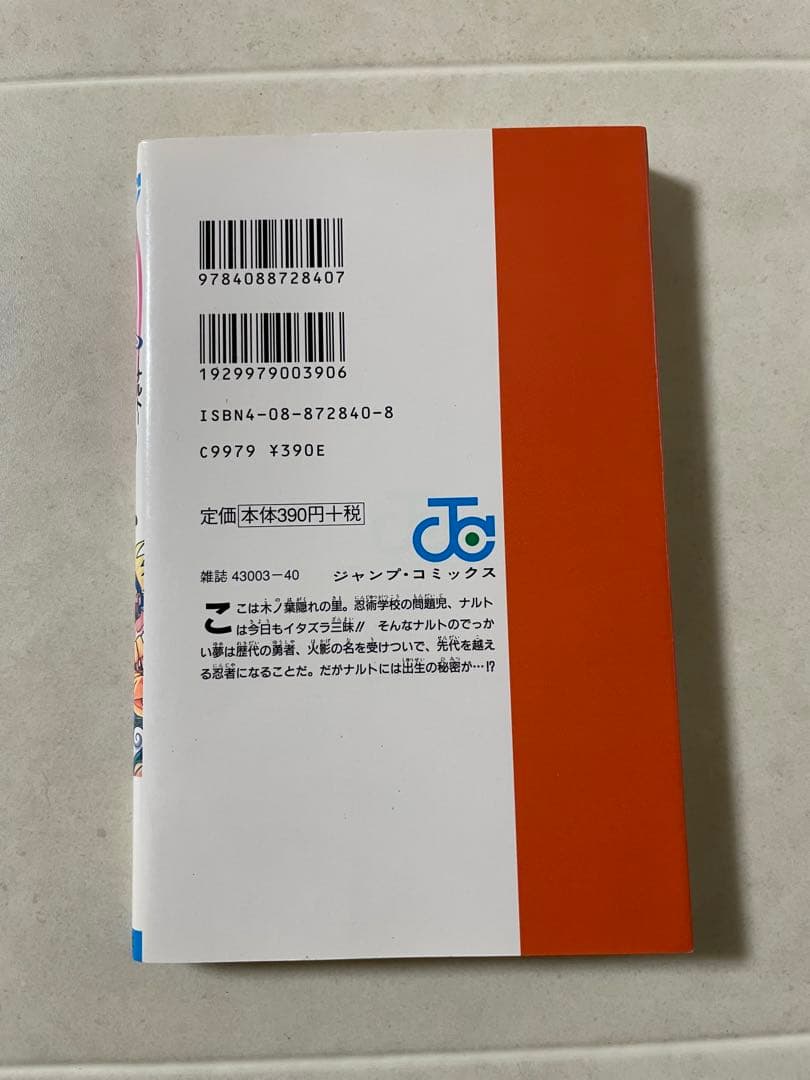 9784088728407
1929979003906
ISBN4-08-872840-8
C9979 ¥390E
定価 本体390円+税
雑誌 43003-40
ジャンプ・コミックス
ここは木ノ葉隠れの里。忍術学校の問題児、ナルト
は今日もイタズラ三昧!! そんなナルトのでっか
い夢は歴代の勇者、火影の名を受けついで、先代を越え
る忍者になることだ。だがナルトには出生の秘密が…!?